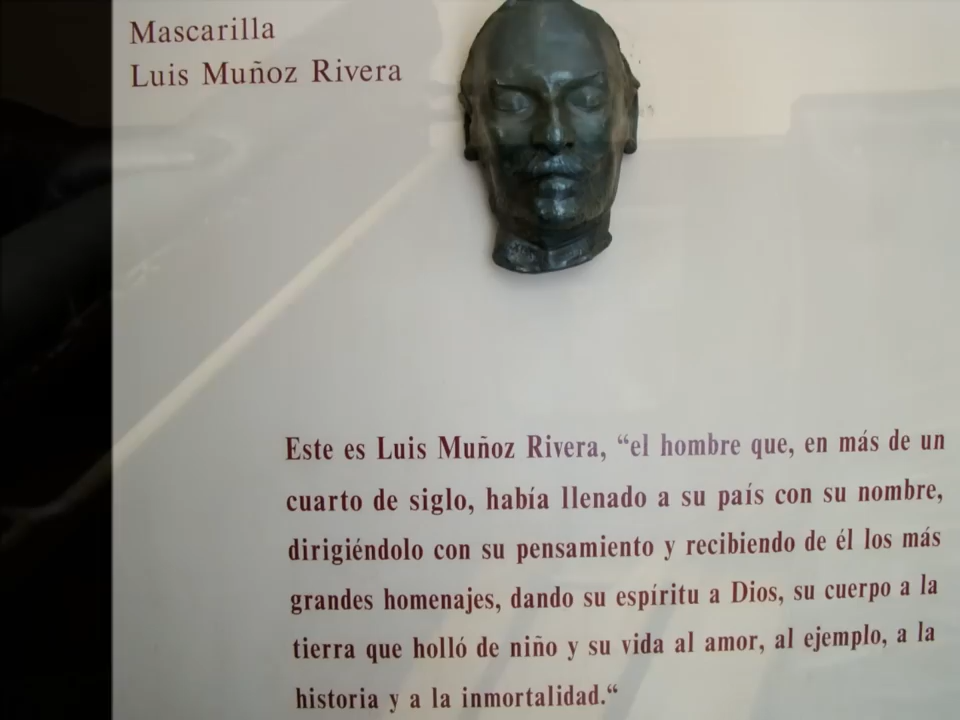 Mascarilla
Luis Muñoz Rivera
Este es Luis Muñoz Rivera, “el hombre que, en más de un
cuarto de siglo, había llenado a su país con su nombre,
dirigiéndolo con su pensamiento y recibiendo de él los más
grandes homenajes, dando su espíritu a Dios, su cuerpo a la
tierra que holló de niño y su vida al amor, al ejemplo, a la
historia y a la inmortalidad.“